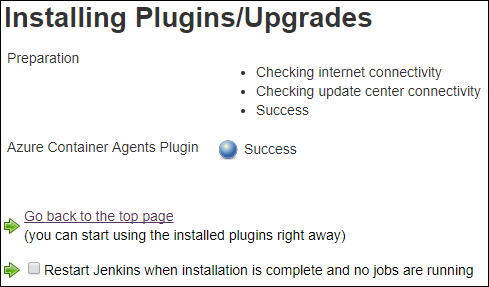 Installing Plugins/Upgrades
Preparation
Checking internet connectivity
Checking update center connectivity
Success
Azure Container Agents Plugin Success
Go back to the top page
(you can start using the installed plugins right away)
Restart Jenkins when installation is complete and no jobs are running